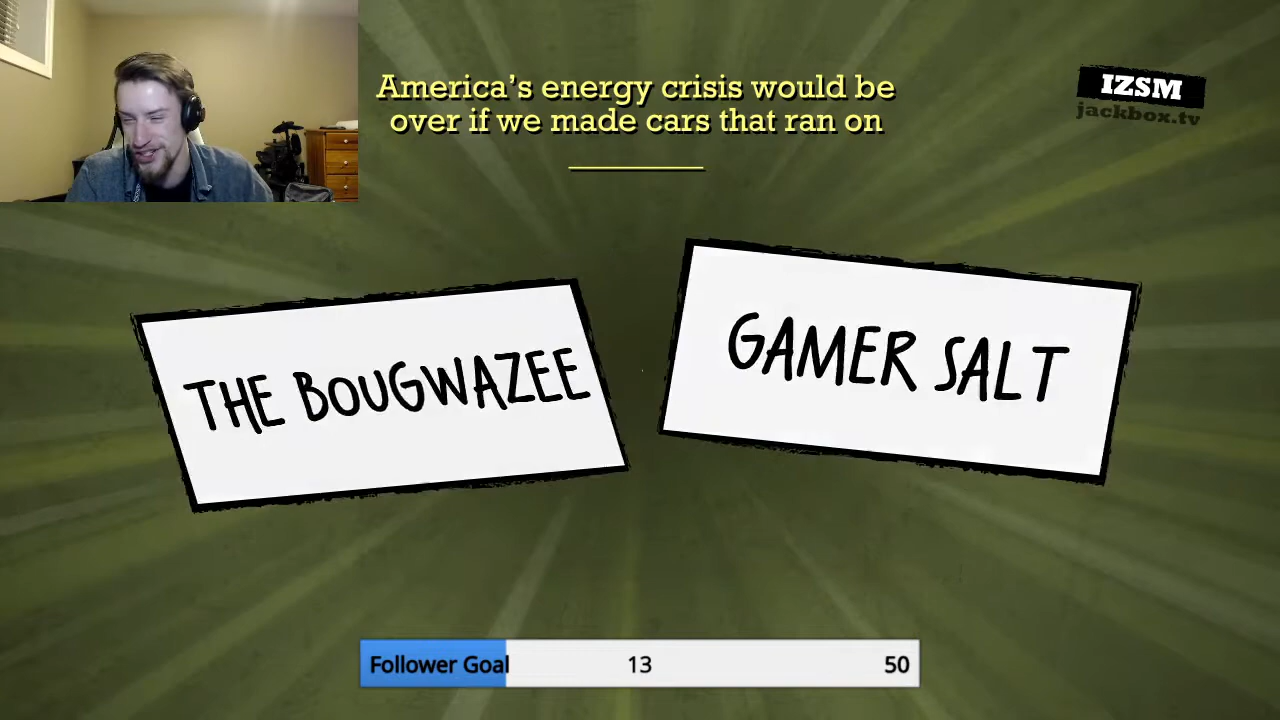 America's energy crisis would be
over if we made cars that ran on
IZSM
jackbox.tv
THE BOUGWAZEE
GAMER SALT
Follower Goal 13 50